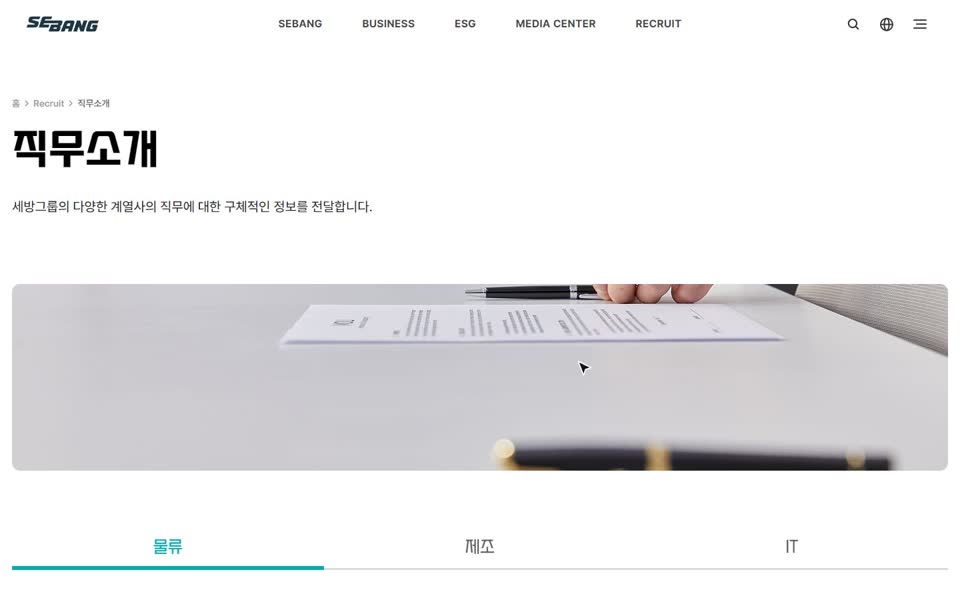 SEBANG
SEBANG BUSINESS ESG MEDIA CENTER RECRUIT
홈 > Recruit > 직무소개
직무소개
세방그룹의 다양한 계열사의 직무에 대한 구체적인 정보를 전달합니다.
물류 제조 IT